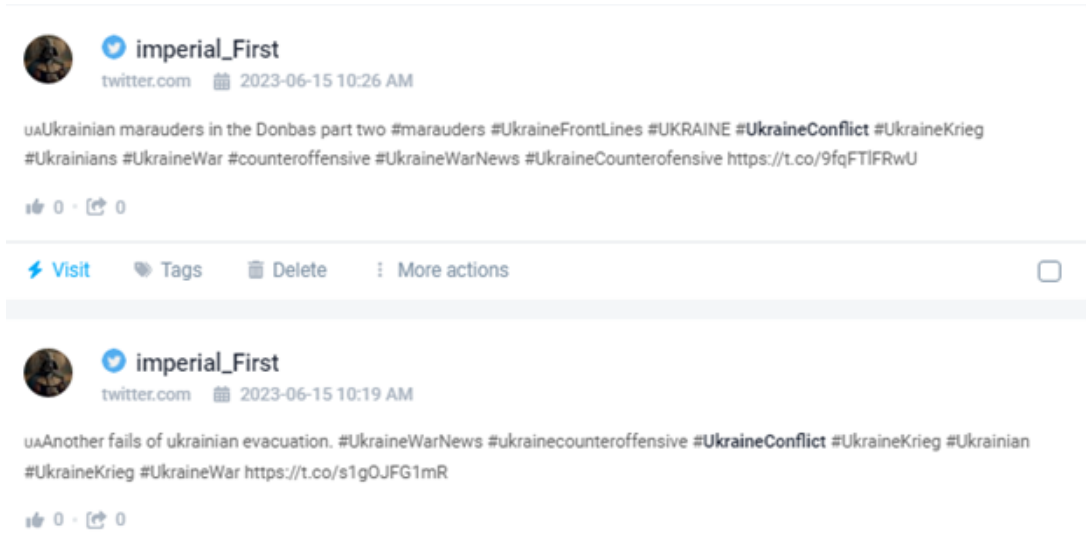 imperial_First
twitter.com 2023-06-15 10:26 AM
UAUkrainian marauders in the Donbas part two #marauders #UkraineFrontLines #UKRAINE #UkraineConflict #UkraineKrieg
#Ukrainians #UkraineWar #counteroffensive #UkraineWarNews #UkraineCounterofensive https://t.co/9fqFTlFRwU
0 · 0
Visit Tags Delete More actions
imperial_First
twitter.com 2023-06-15 10:19 AM
UAAnother fails of ukrainian evacuation. #UkraineWarNews #ukrainecounteroffensive #UkraineConflict #UkraineKrieg #Ukrainian
#UkraineKrieg #UkraineWar https://t.co/s1gOJFG1mR
0 · 0